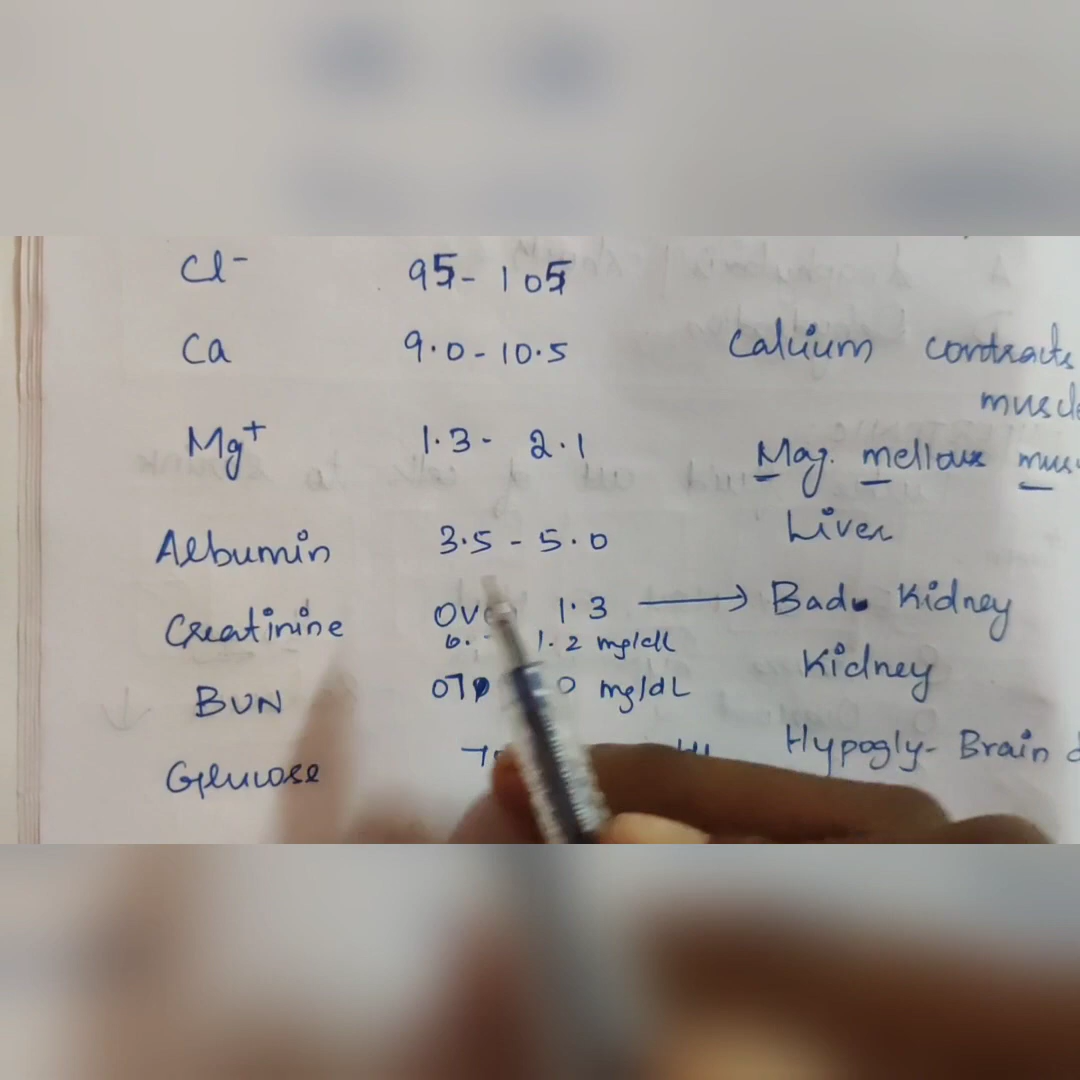 Cl⁻ 95 - 105
Ca 9.0 - 10.5 Calcium contracts
Mg⁺ 1.3 - 2.1 Mag. mellows
Albumin 3.5 - 5.0 Liver
Creatinine 1.3 → Bad Kidney
1.2 mg/dL
BUN mg/dL Kidney
Glucose Hypogly- Brain